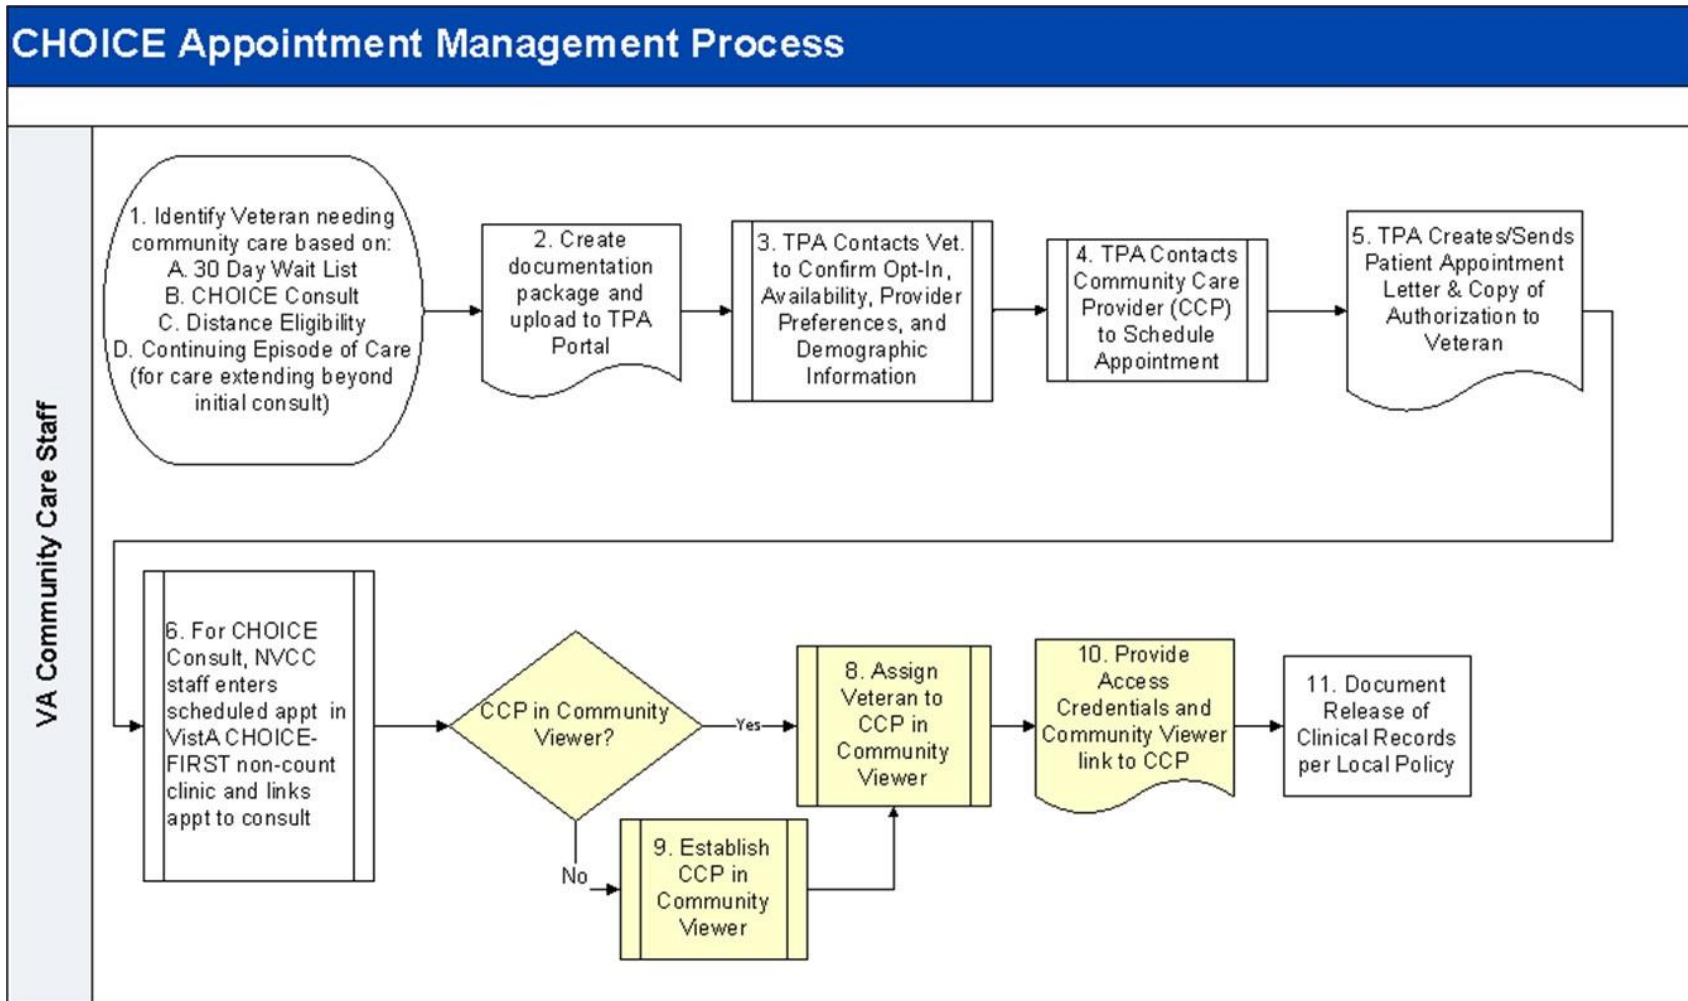 CHOICE Appointment Management Process
VA Community Care Staff
1. Identify Veteran needing
community care based on:
A. 30 Day Wait List
B. CHOICE Consult
C. Distance Eligibility
D. Continuing Episode of Care
(for care extending beyond
initial consult)
2. Create
documentation
package and
upload to TPA
Portal
3. TPA Contacts Vet.
to Confirm Opt-In,
Availability, Provider
Preferences, and
Demographic
Information
4. TPA Contacts
Community Care
Provider (CCP)
to Schedule
Appointment
5. TPA Creates/Sends
Patient Appointment
Letter & Copy of
Authorization to
Veteran
6. For CHOICE
Consult, NVCC
staff enters
scheduled appt in
VistA CHOICE-
FIRST non-count
clinic and links
appt to consult
CCP in Community
Viewer?
Yes
No
8. Assign
Veteran to
CCP in
Community
Viewer
9. Establish
CCP in
Community
Viewer
10. Provide
Access
Credentials and
Community Viewer
link to CCP
11. Document
Release of
Clinical Records
per Local Policy